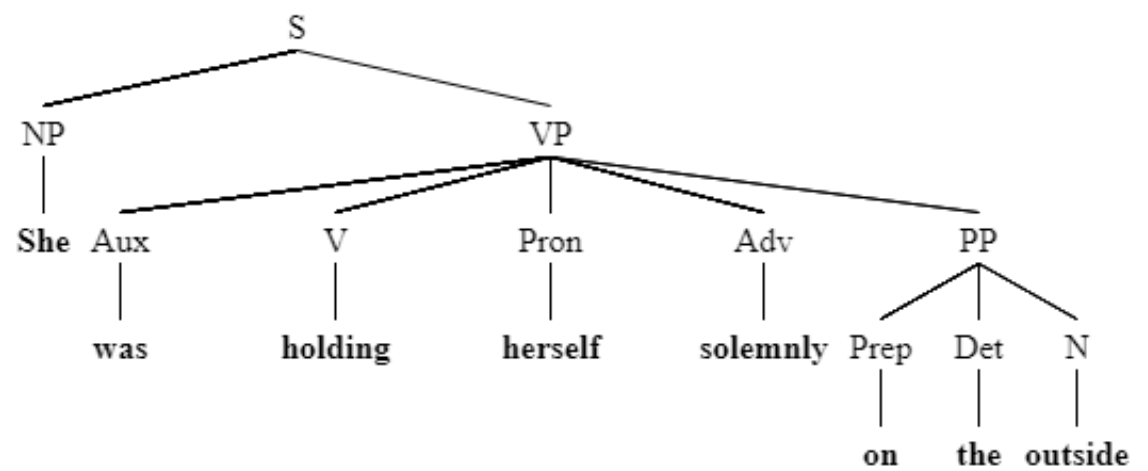 S
NP VP
She Aux V Pron Adv PP
was holding herself solemnly Prep Det N
on the outside